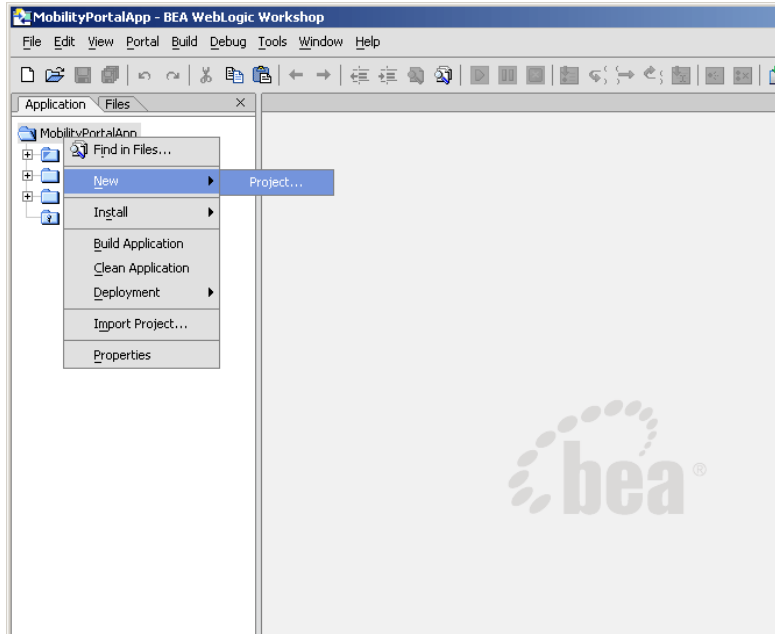 MobilityPortalApp - BEA WebLogic Workshop
File Edit View Portal Build Debug Tools Window Help
Application Files
MobilityPortalApp
Find in Files...
New Project...
Install
Build Application
Clean Application
Deployment
Import Project...
Properties
bea®